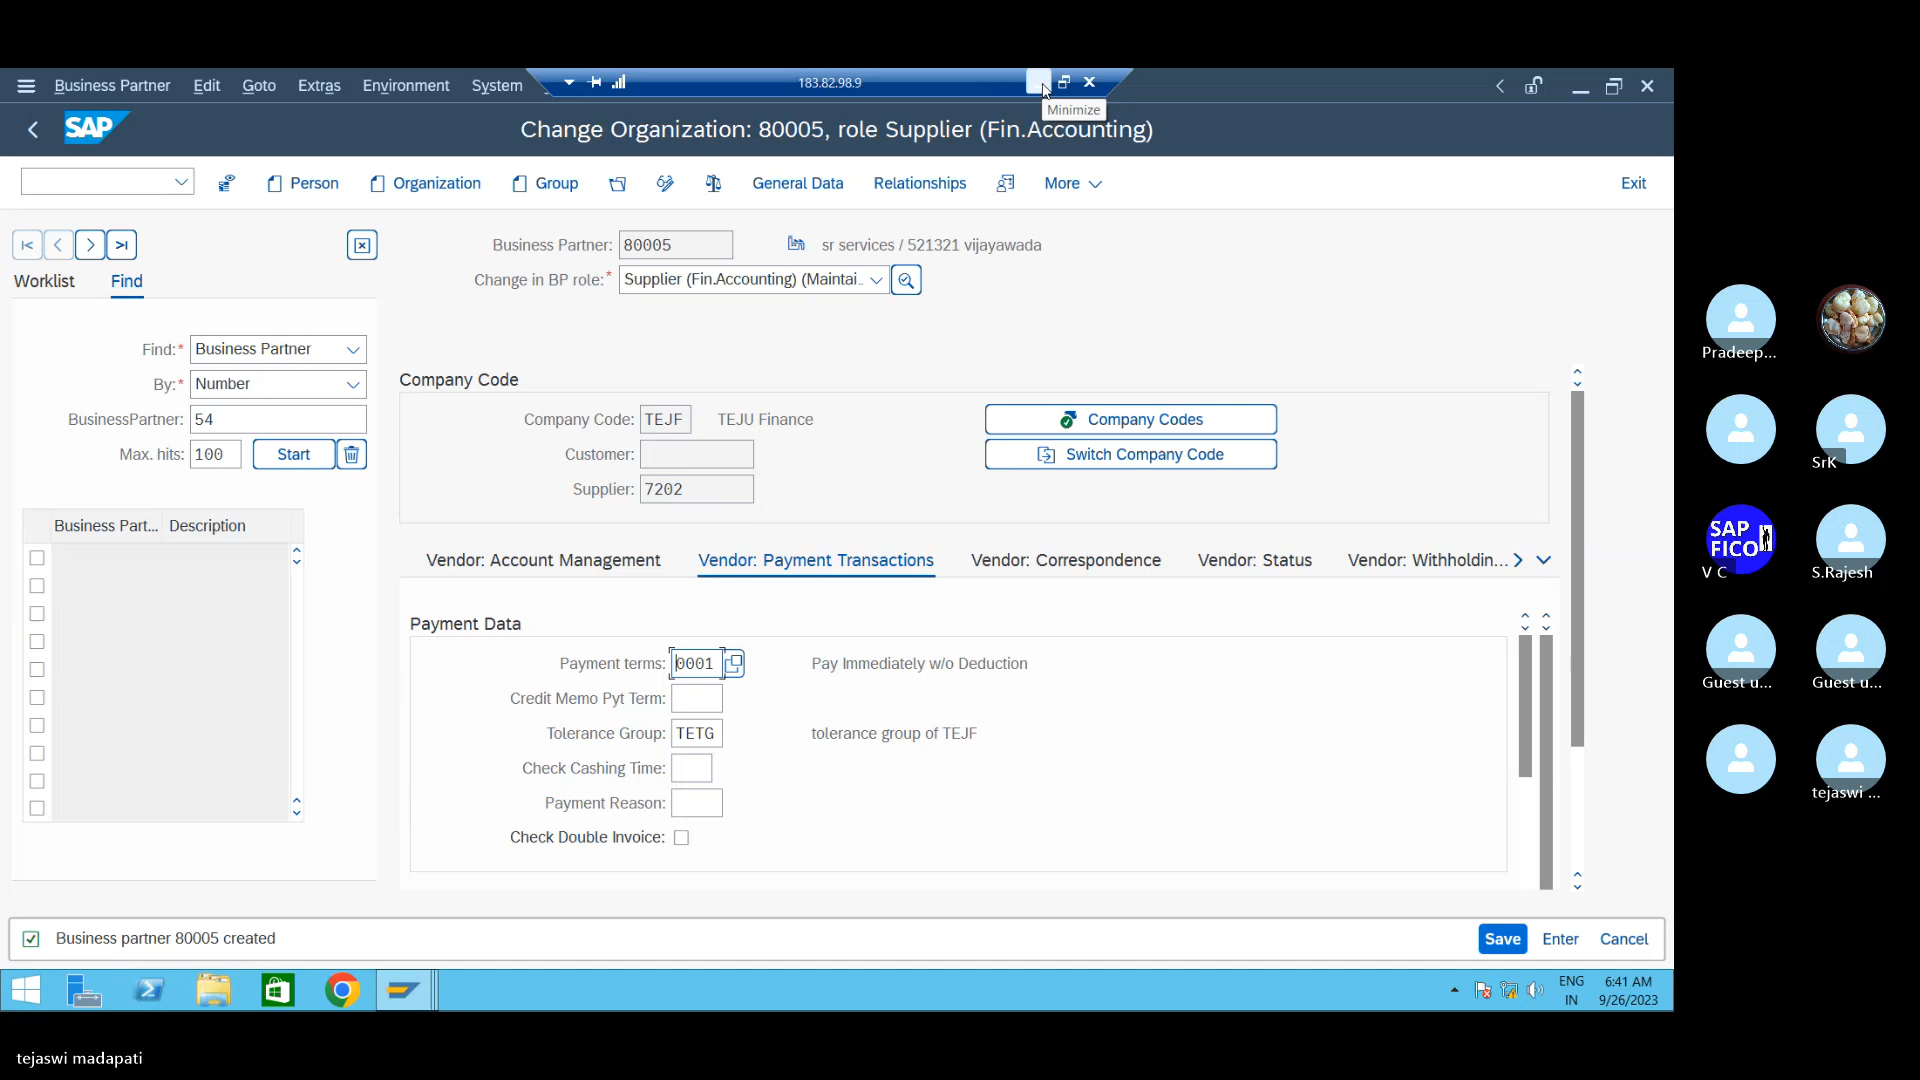 Business Partner Edit Goto Extras Environment System
183.82.98.9
Minimize
SAP
Change Organization: 80005, role Supplier (Fin.Accounting)
Person Organization Group General Data Relationships More Exit
Business Partner: 80005 sr services / 521321 vijayawada
Change in BP role:* Supplier (Fin.Accounting) (Maintai..
Worklist Find
Find:* Business Partner
By:* Number
BusinessPartner: 54
Max. hits: 100 Start
Business Part... Description
Company Code
Company Code: TEJF TEJU Finance Company Codes
Customer: Switch Company Code
Supplier: 7202
Vendor: Account Management Vendor: Payment Transactions Vendor: Correspondence Vendor: Status Vendor: Withholdin...
Payment Data
Payment terms: 0001 Pay Immediately w/o Deduction
Credit Memo Pyt Term:
Tolerance Group: TETG tolerance group of TEJF
Check Cashing Time:
Payment Reason:
Check Double Invoice:
Business partner 80005 created Save Enter Cancel
ENG 6:41 AM
IN 9/26/2023
Pradeep...
SrK
SAP
FICO
V C S.Rajesh
Guest u... Guest u...
tejaswi ...
tejaswi madapati